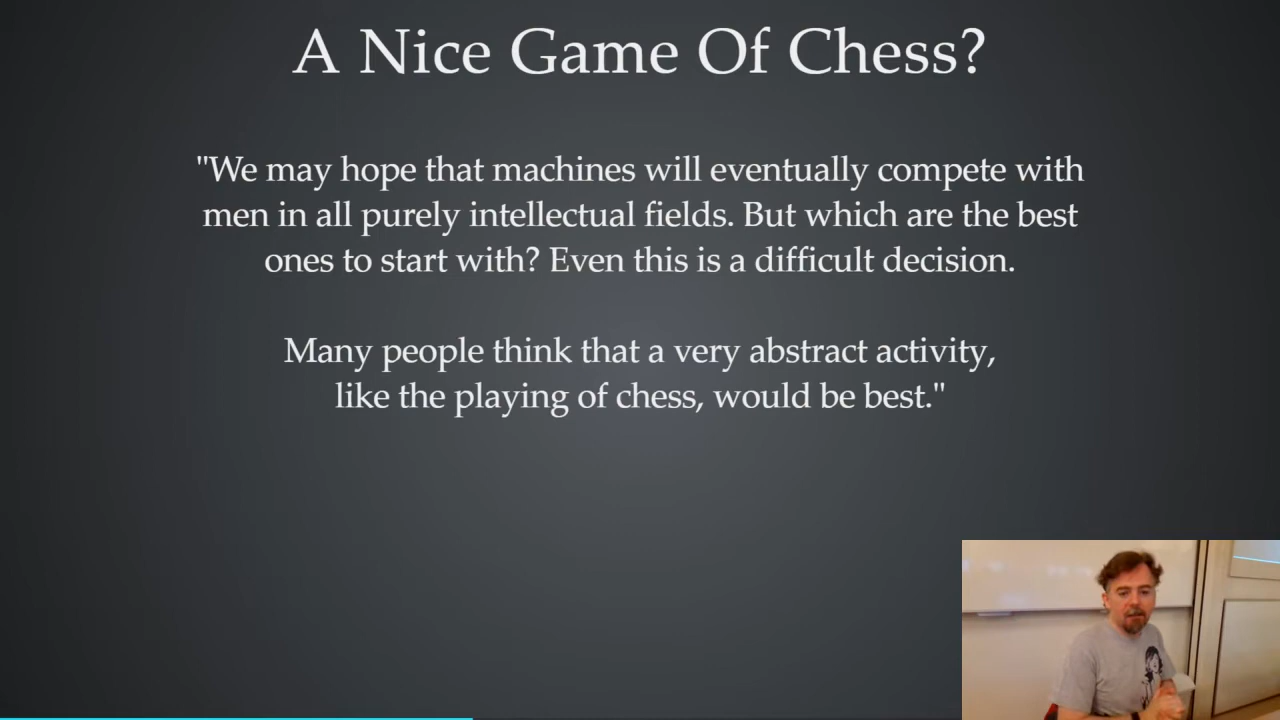 A Nice Game Of Chess?
"We may hope that machines will eventually compete with
men in all purely intellectual fields. But which are the best
ones to start with? Even this is a difficult decision.
Many people think that a very abstract activity,
like the playing of chess, would be best."